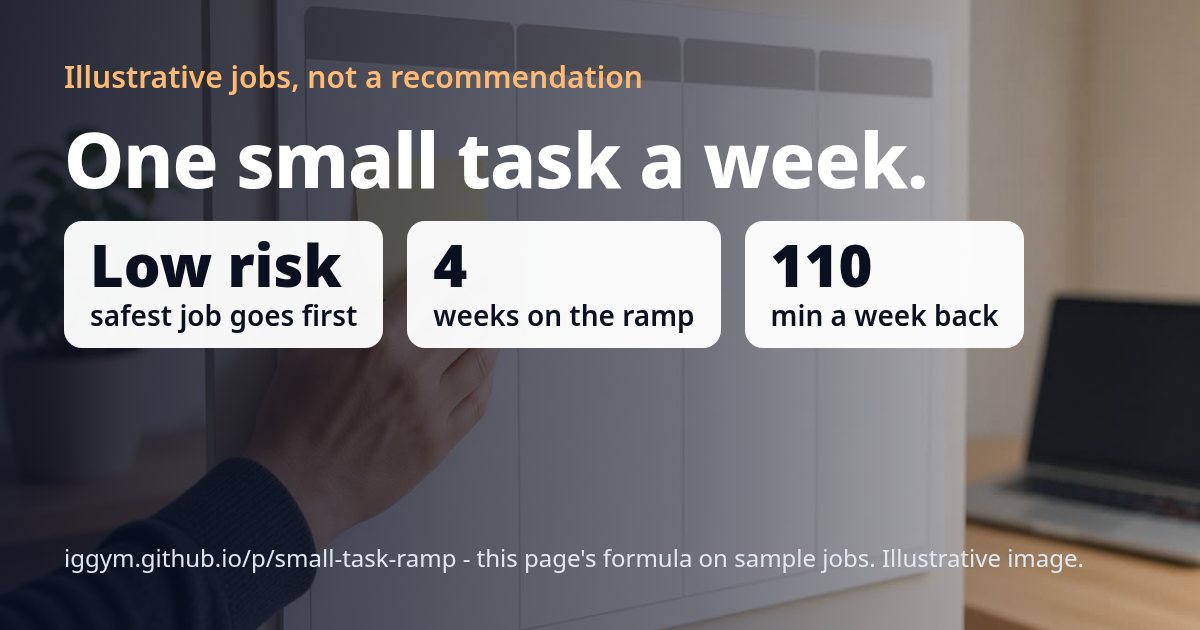 Illustrative jobs, not a recommendation
One small task a week.
Low risk
safest job goes first
4
weeks on the ramp
110
min a week back
iggym.github.io/p/small-task-ramp - this page's formula on sample jobs. Illustrative image.